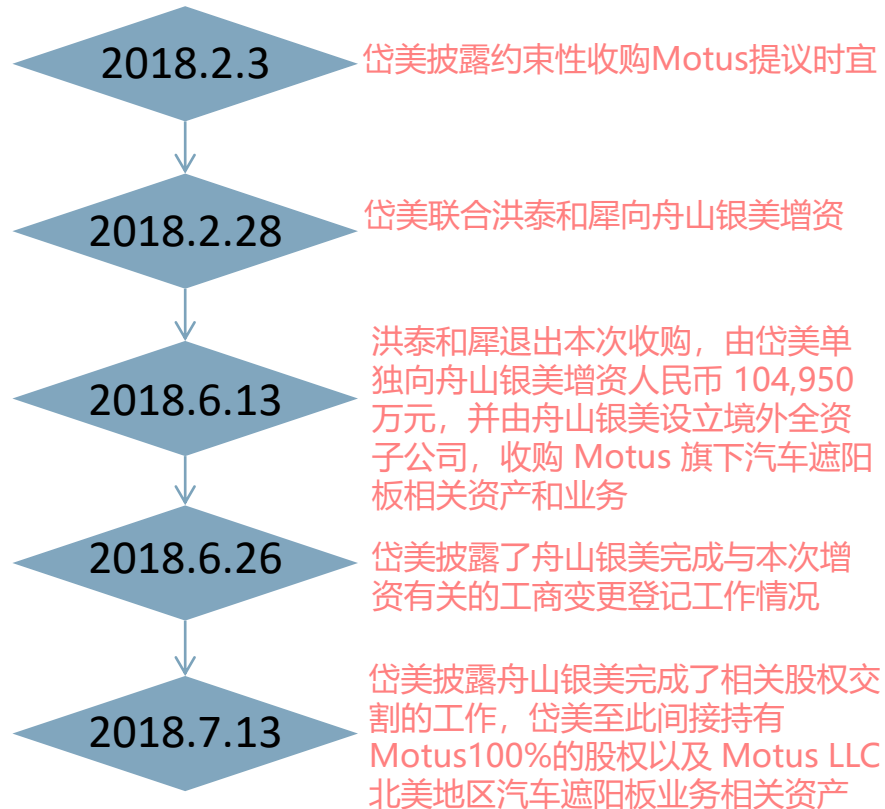 2018.2.3
岱美披露约束性收购Motus提议时宜
2018.2.28
岱美联合洪泰和犀向舟山银美增资
2018.6.13
洪泰和犀退出本次收购，由岱美单
独向舟山银美增资人民币 104,950
万元，并由舟山银美设立境外全资
子公司，收购 Motus 旗下汽车遮阳
板相关资产和业务
2018.6.26
岱美披露了舟山银美完成与本次增
资有关的工商变更登记工作情况
2018.7.13
岱美披露舟山银美完成了相关股权交
割的工作，岱美至此间接持有
Motus100%的股权以及 Motus LLC
北美地区汽车遮阳板业务相关资产